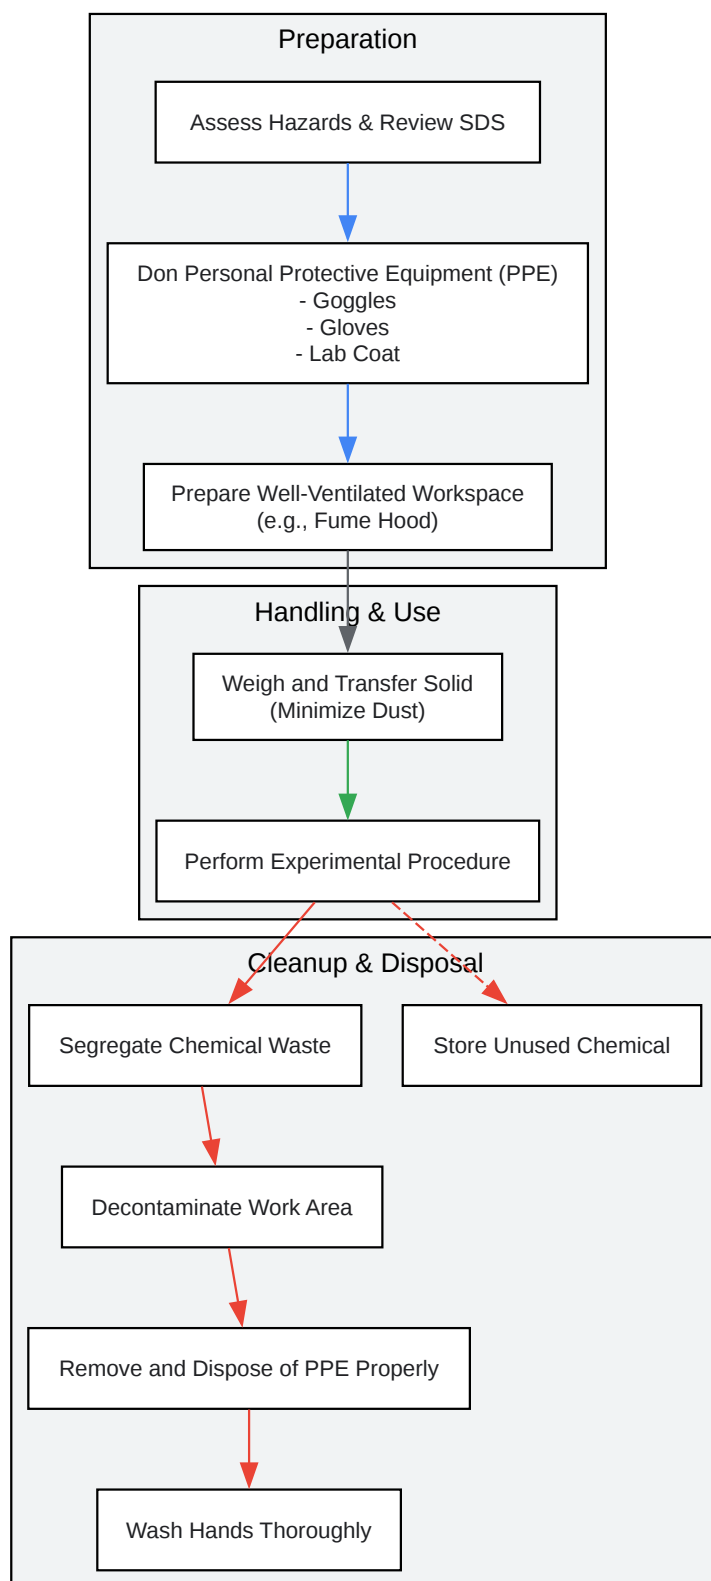 Preparation
Assess Hazards & Review SDS
Don Personal Protective Equipment (PPE)
- Goggles
- Gloves
- Lab Coat
Prepare Well-Ventilated Workspace
(e.g., Fume Hood)
Handling & Use
Weigh and Transfer Solid
(Minimize Dust)
Perform Experimental Procedure
Cleanup & Disposal
Segregate Chemical Waste
Store Unused Chemical
Decontaminate Work Area
Remove and Dispose of PPE Properly
Wash Hands Thoroughly